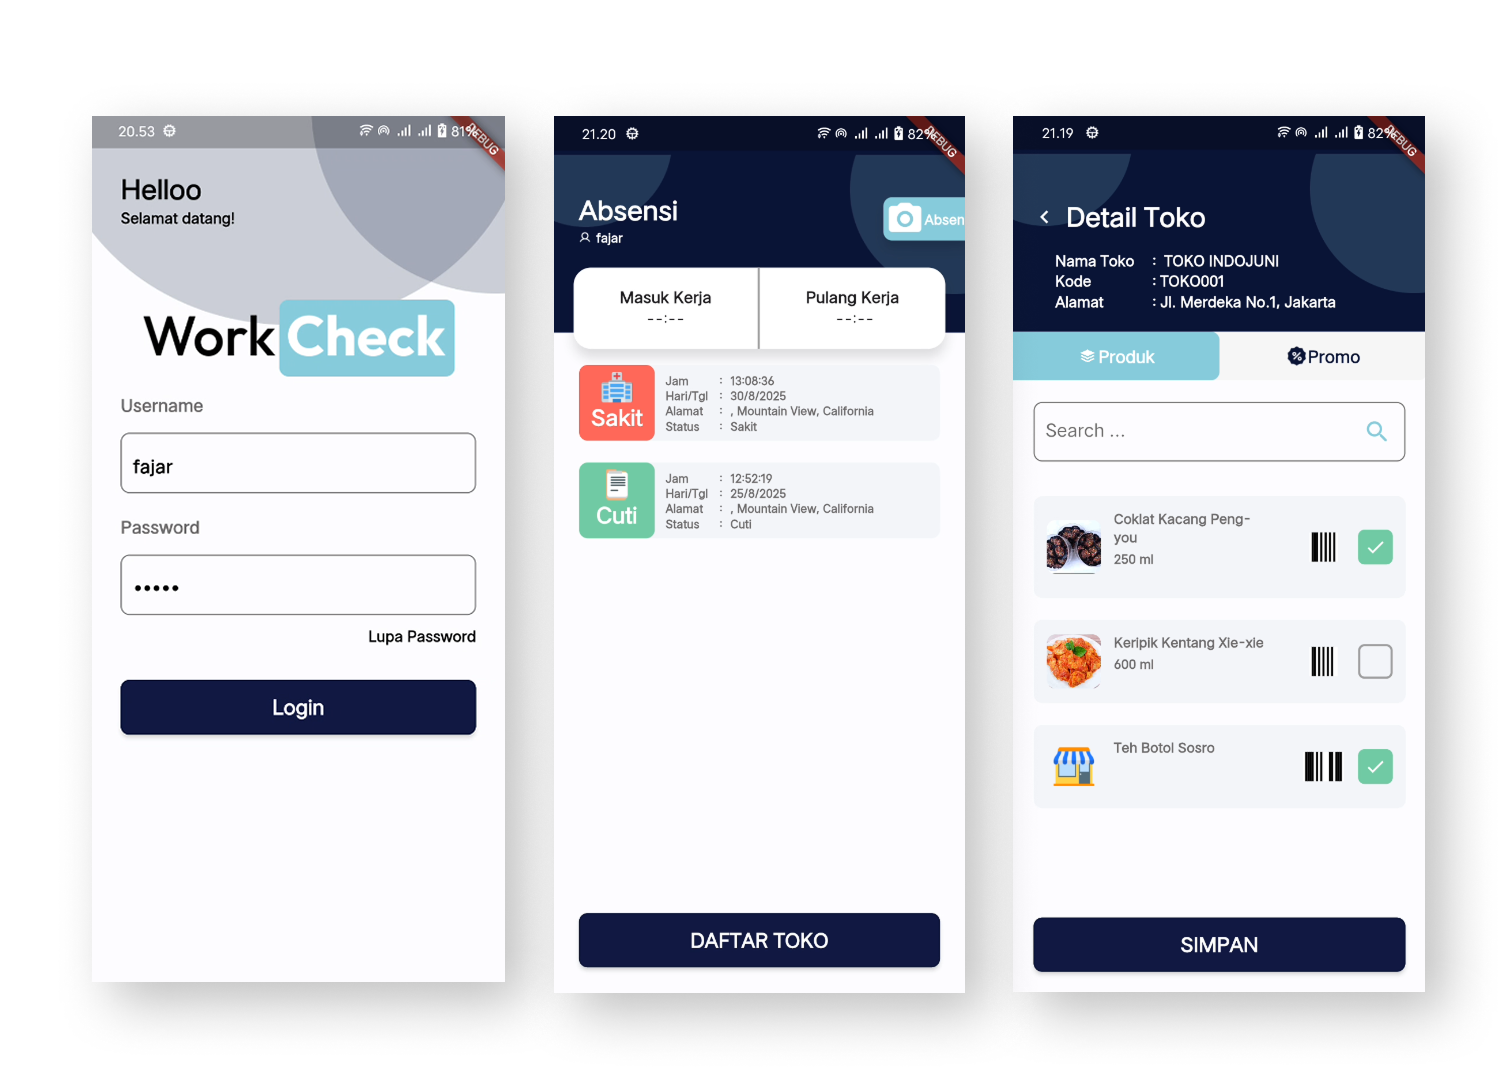 20.53
81%
DEBUG
Helloo
Selamat datang!
Work Check
Username
fajar
Password
•••••
Lupa Password
Login
21.20
82%
DEBUG
Absensi
fajar
Absen
Masuk Kerja
--:--
Pulang Kerja
--:--
Sakit
Jam : 13:08:36
Hari/Tgl : 30/8/2025
Alamat : , Mountain View, California
Status : Sakit
Cuti
Jam : 12:52:19
Hari/Tgl : 25/8/2025
Alamat : , Mountain View, California
Status : Cuti
DAFTAR TOKO
21.19
82%
DEBUG
Detail Toko
Nama Toko : TOKO INDOJUNI
Kode : TOKO001
Alamat : Jl. Merdeka No.1, Jakarta
Produk
Promo
Search ...
Coklat Kacang Peng-
you
250 ml
Keripik Kentang Xie-xie
600 ml
Teh Botol Sosro
SIMPAN